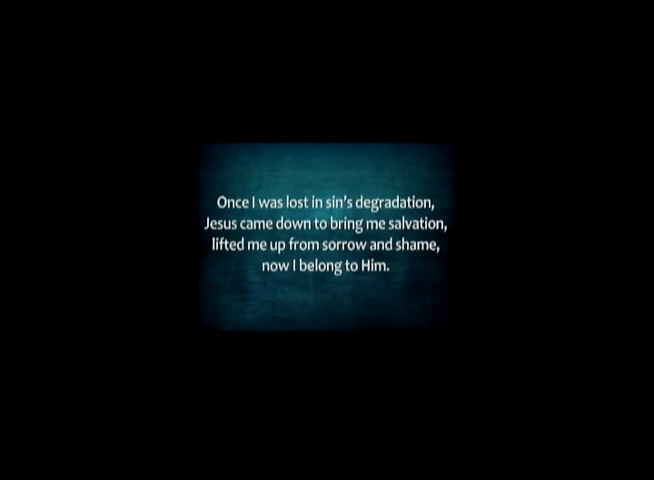 Once I was lost in sin's degradation,
Jesus came down to bring me salvation,
lifted me up from sorrow and shame,
now I belong to Him.